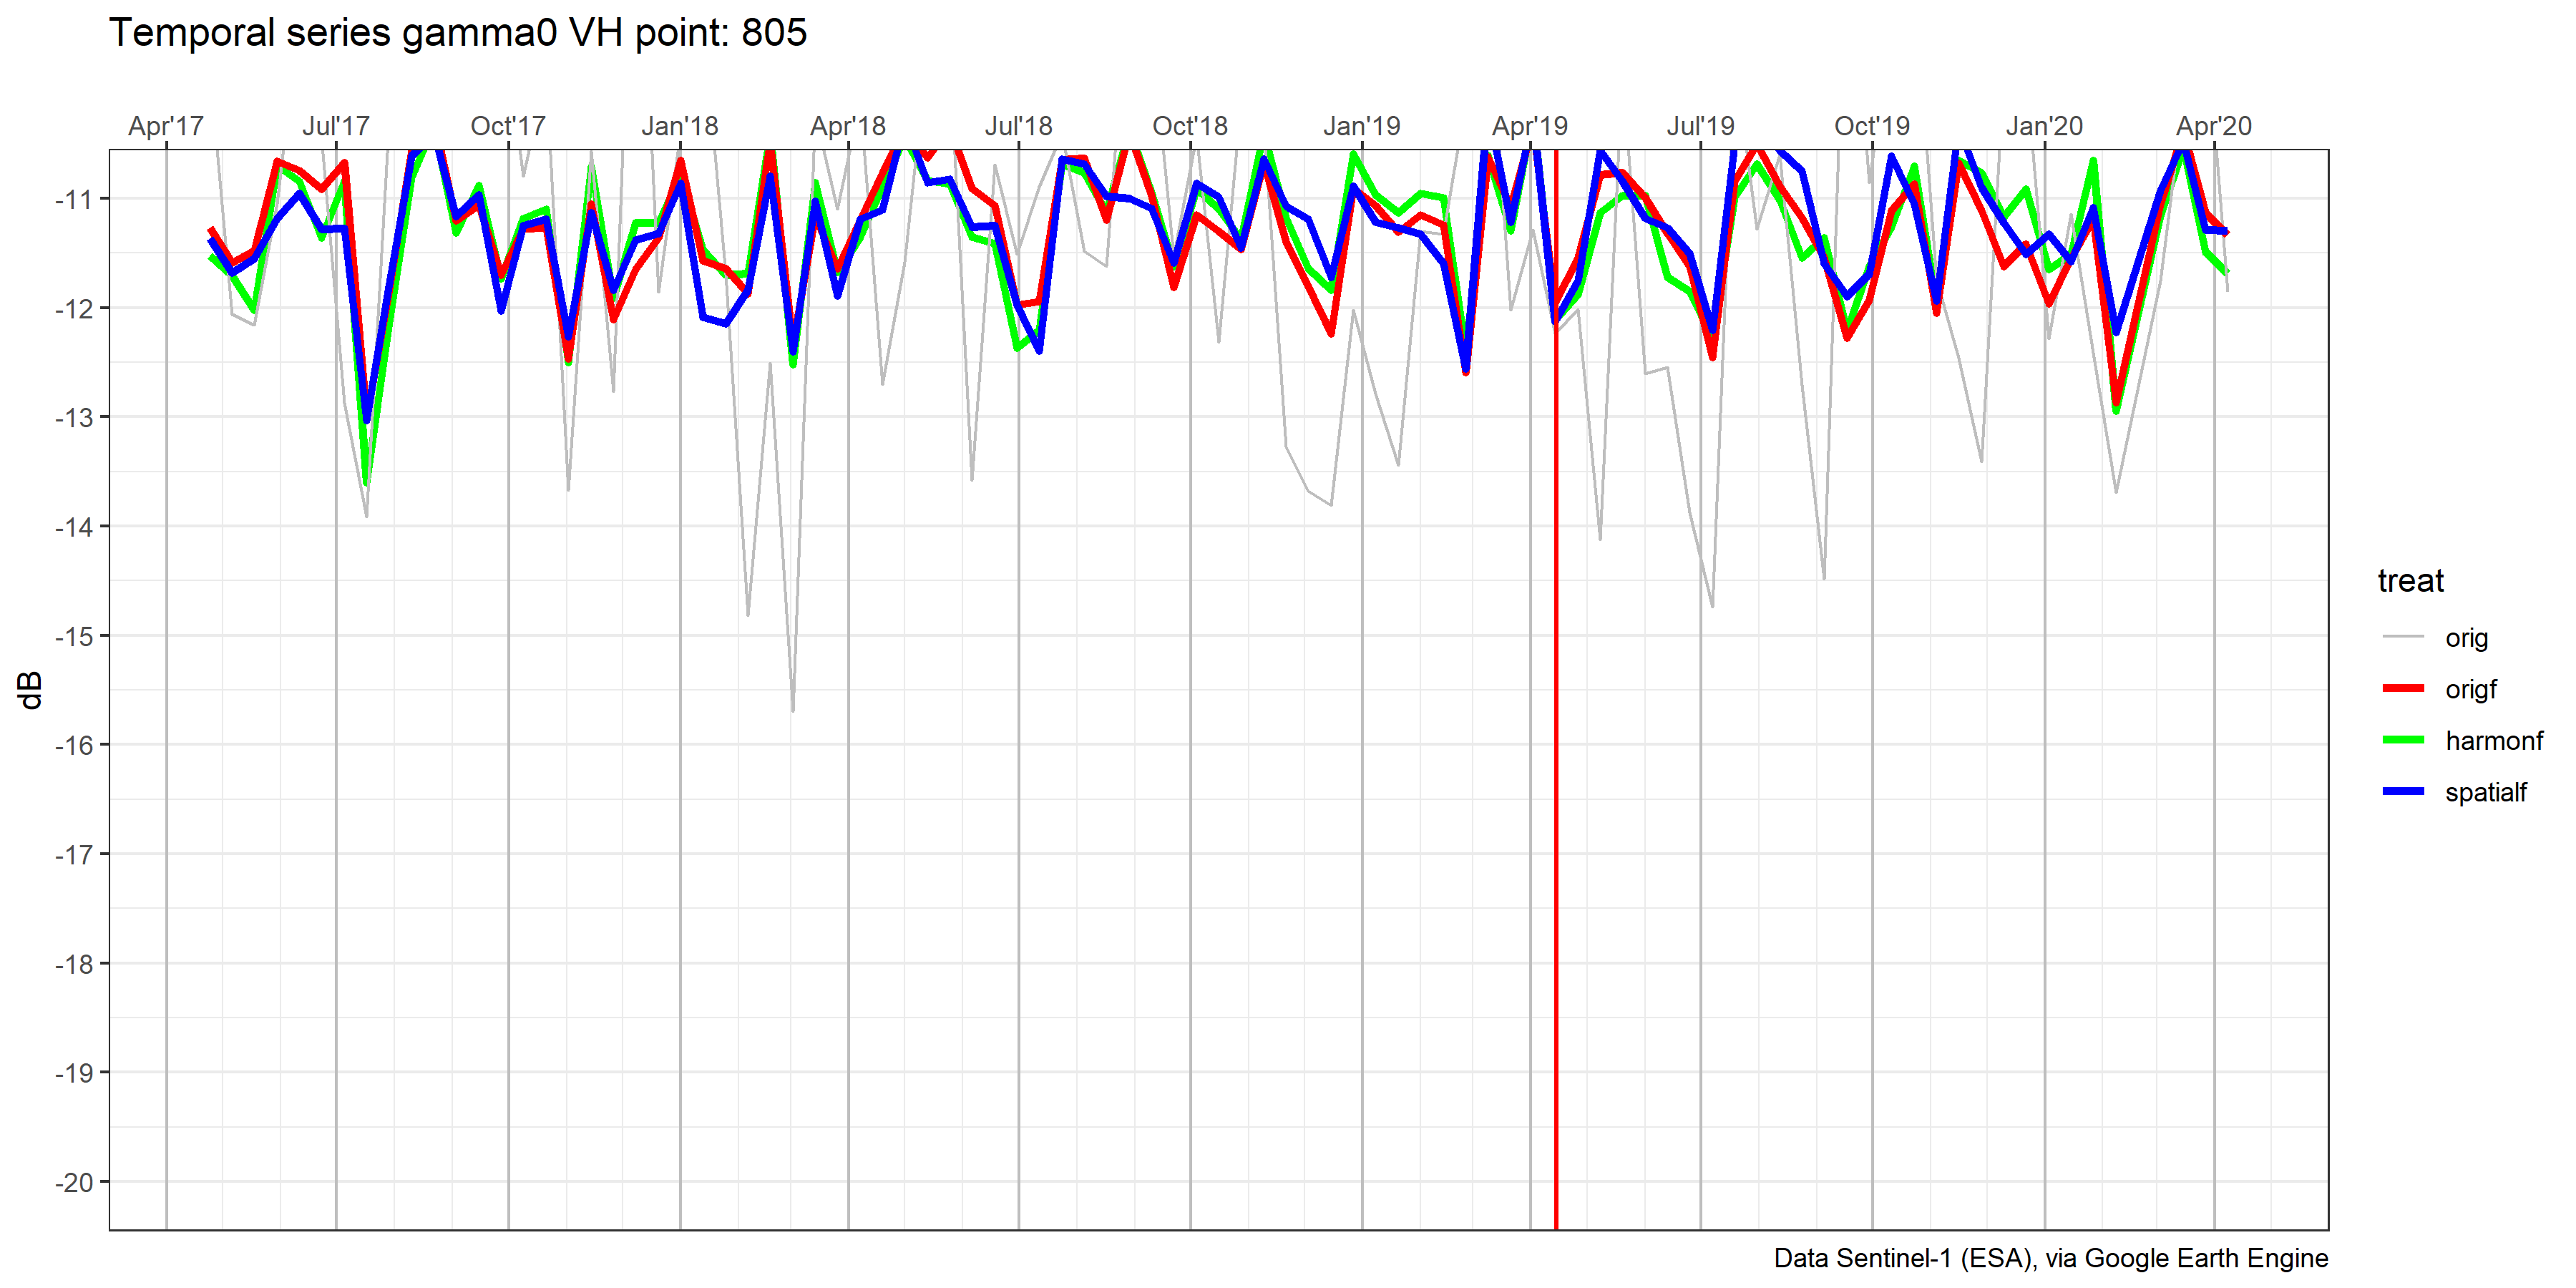 Temporal series gamma0 VH point: 805
Apr'17 Jul'17 Oct'17 Jan'18 Apr'18 Jul'18 Oct'18 Jan'19 Apr'19 Jul'19 Oct'19 Jan'20 Apr'20
-11
-12
-13
-14
-15
-16
-17
-18
-19
-20
dB
treat
orig
origf
harmonf
spatialf
Data Sentinel-1 (ESA), via Google Earth Engine